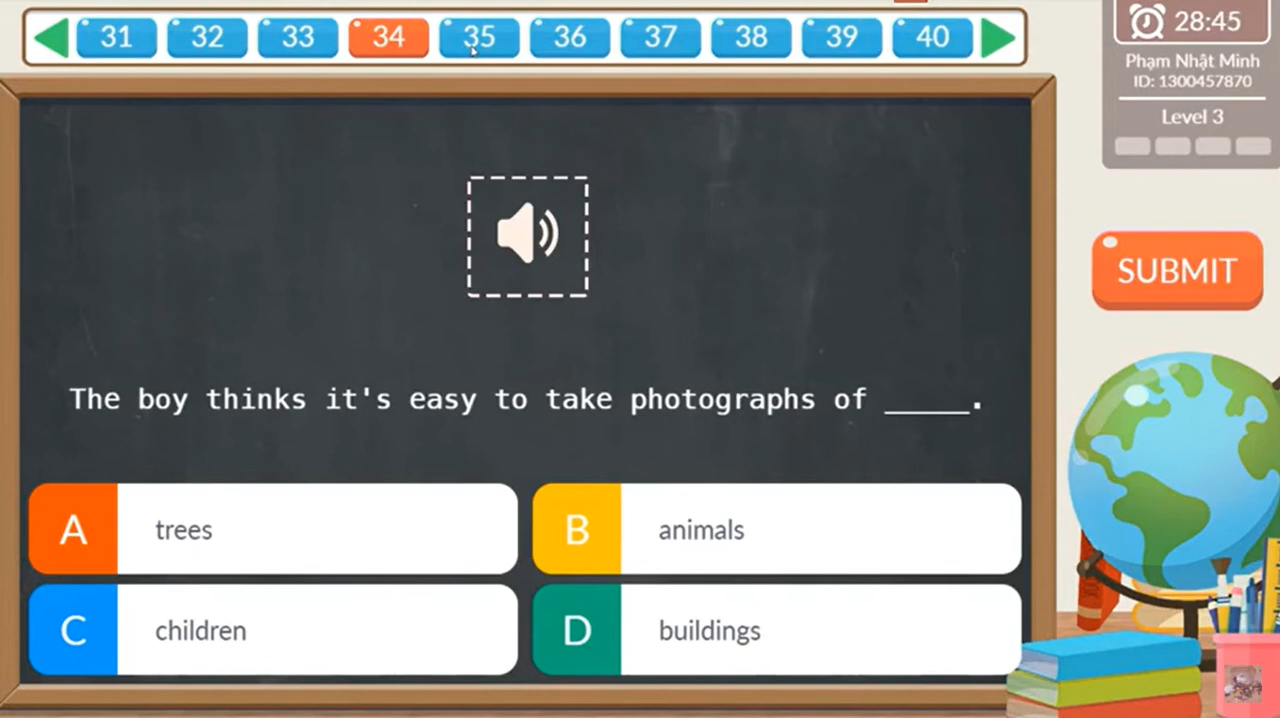 31 32 33 34 35 36 37 38 39 40
28:45
Phạm Nhật Minh
ID: 1300457870
Level 3
SUBMIT
The boy thinks it's easy to take photographs of _____.
A trees
B animals
C children
D buildings